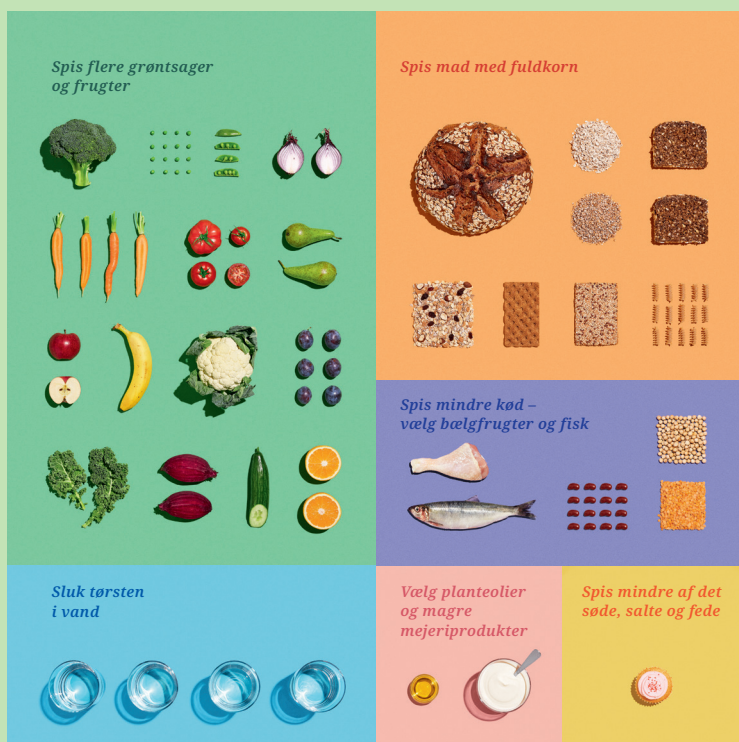 Spis flere grøntsager
og frugter
Spis mad med fuldkorn
Spis mindre kød –
vælg bælgfrugter og fisk
Sluk tørsten
i vand
Vælg planteolier
og magre
mejeriprodukter
Spis mindre af det
søde, salte og fede